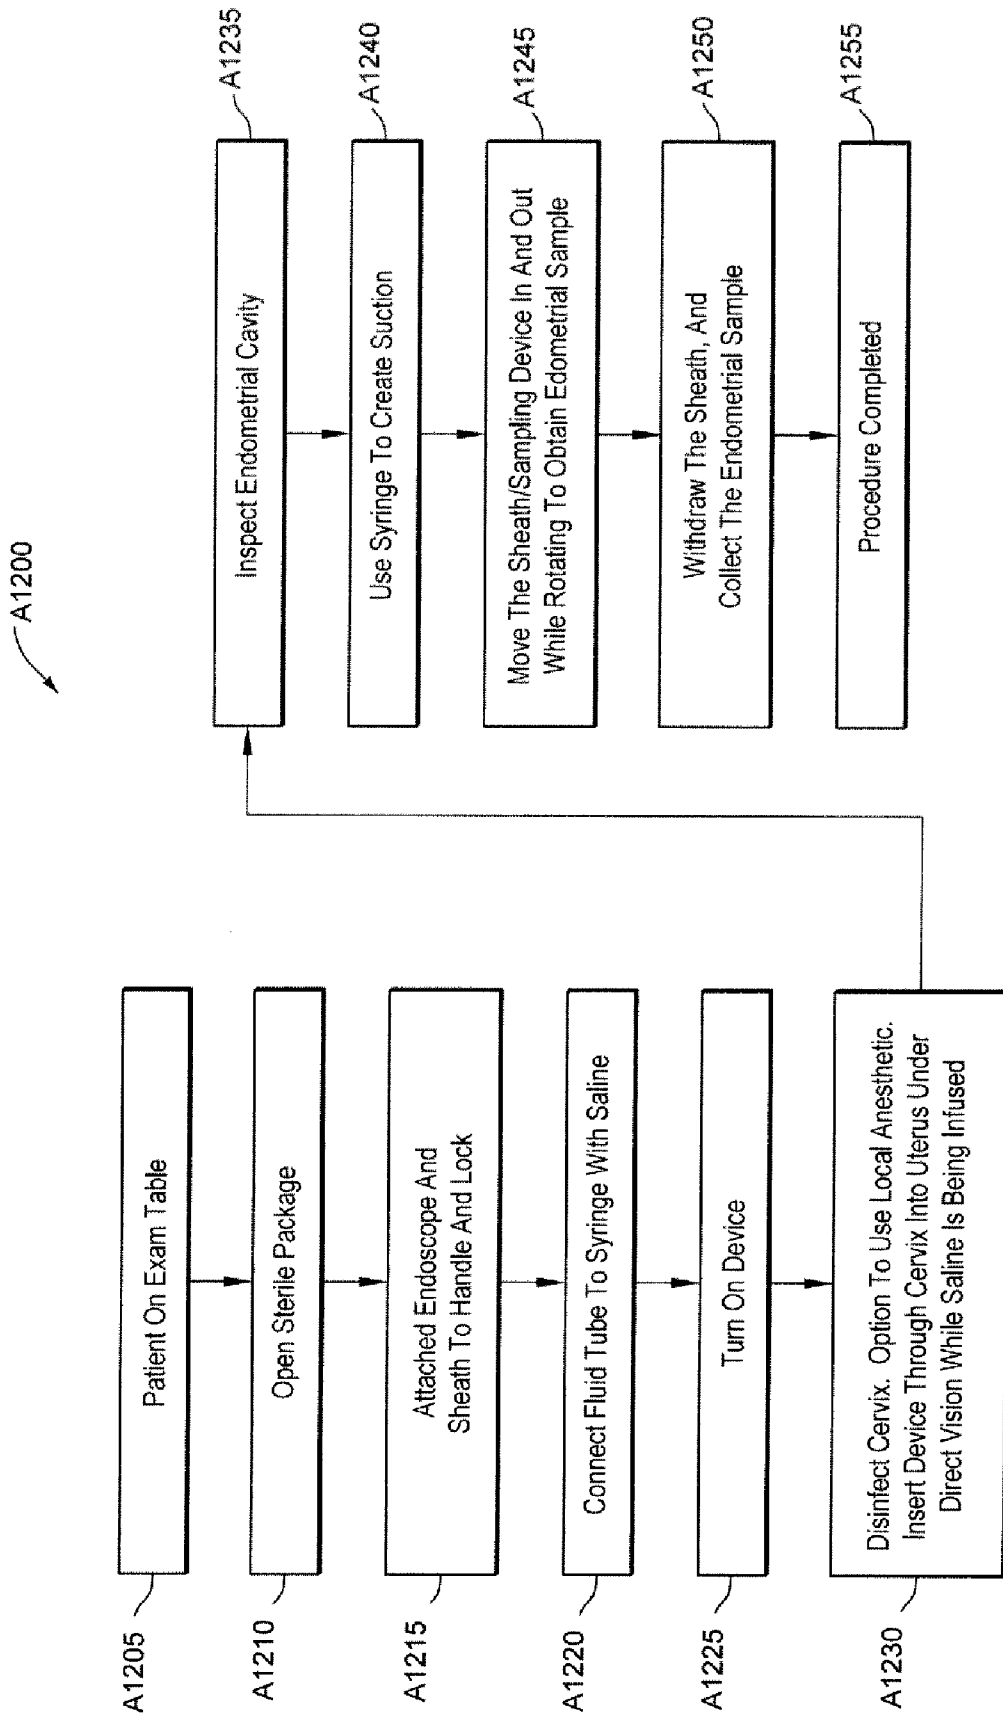 A1200
A1205
Patient On Exam Table
A1210
Open Sterile Package
A1215
Attached Endoscope And
Sheath To Handle And Lock
A1220
Connect Fluid Tube To Syringe With Saline
A1225
Turn On Device
A1230
Disinfect Cervix. Option To Use Local Anesthetic.
Insert Device Through Cervix Into Uterus Under
Direct Vision While Saline Is Being Infused
A1235
Inspect Endometrial Cavity
A1240
Use Syringe To Create Suction
A1245
Move The Sheath/Sampling Device In And Out
While Rotating To Obtain Edometrial Sample
A1250
Withdraw The Sheath, And
Collect The Endometrial Sample
A1255
Procedure Completed